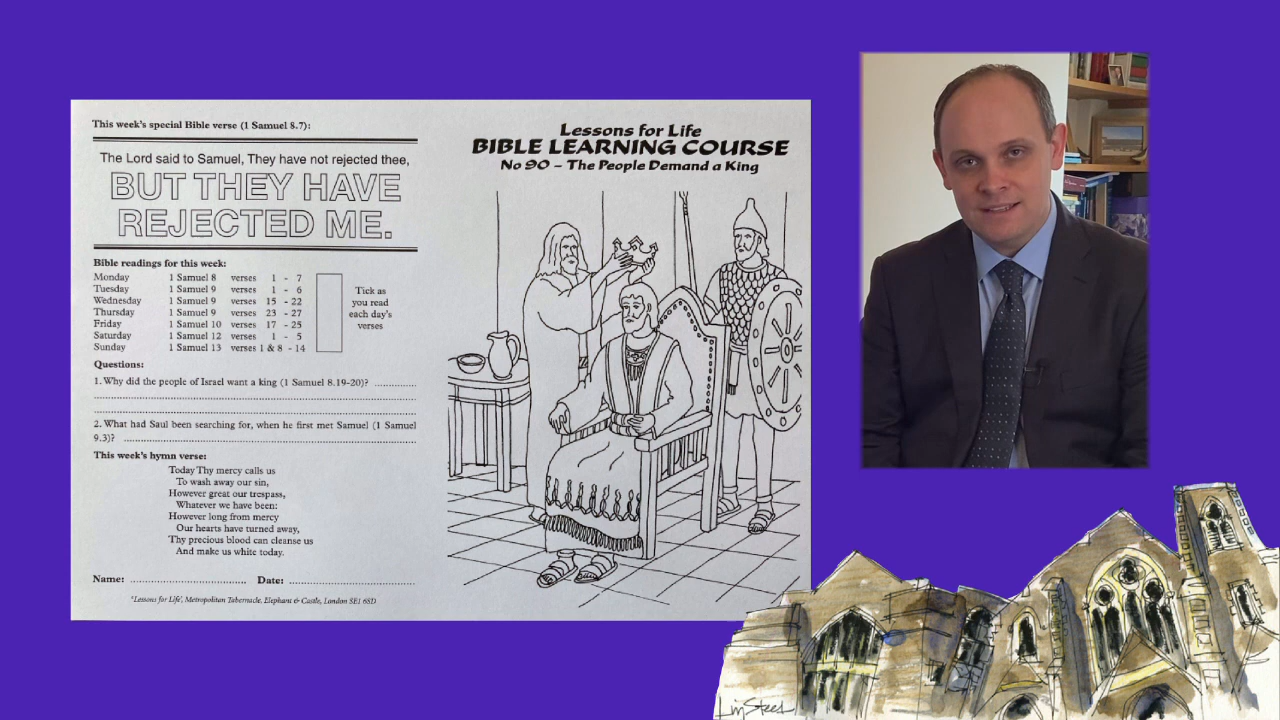 This week's special Bible verse (1 Samuel 8.7):
The Lord said to Samuel, They have not rejected thee,
BUT THEY HAVE
REJECTED ME.
Bible readings for this week:
Monday 1 Samuel 8 verses 1 - 7
Tuesday 1 Samuel 9 verses 1 - 6
Wednesday 1 Samuel 9 verses 15 - 22
Thursday 1 Samuel 9 verses 23 - 27
Friday 1 Samuel 10 verses 17 - 25
Saturday 1 Samuel 12 verses 1 - 5
Sunday 1 Samuel 13 verses 1 & 8 - 14
Tick as
you read
each day's
verses
Questions:
1. Why did the people of Israel want a king (1 Samuel 8.19-20)? ..............
2. What had Saul been searching for, when he first met Samuel (1 Samuel
9.3)? ..............
This week's hymn verse:
Today Thy mercy calls us
To wash away our sin,
However great our trespass,
Whatever we have been:
However long from mercy
Our hearts have turned away,
Thy precious blood can cleanse us
And make us white today.
Name: .............. Date: ..............
'Lessons for Life', Metropolitan Tabernacle, Elephant & Castle, London SE1 6SD
Lessons for Life
BIBLE LEARNING COURSE
No 90 – The People Demand a King